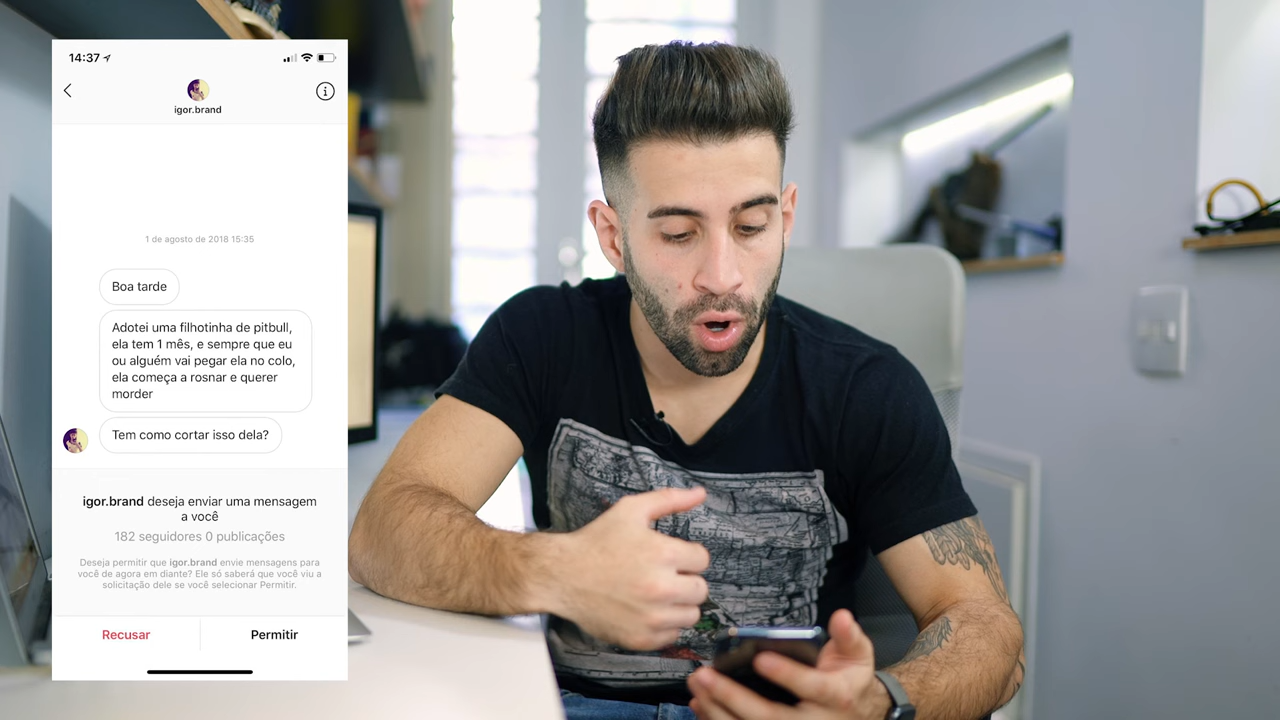 14:37
igor.brand
1 de agosto de 2018 15:35
Boa tarde
Adotei uma filhotinha de pitbull,
ela tem 1 mês, e sempre que eu
ou alguém vai pegar ela no colo,
ela começa a rosnar e querer
morder
Tem como cortar isso dela?
igor.brand deseja enviar uma mensagem
a você
182 seguidores 0 publicações
Deseja permitir que igor.brand envie mensagens para
você de agora em diante? Ele só saberá que você viu a
solicitação dele se você selecionar Permitir.
Recusar
Permitir